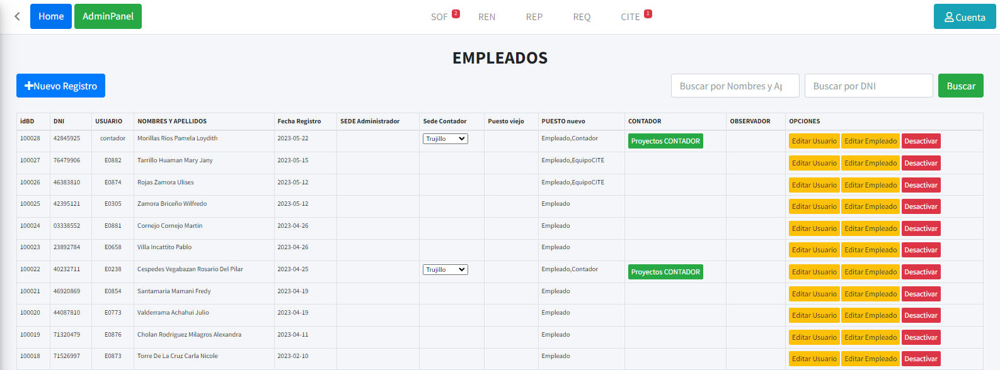 Home AdminPanel SOF 2 REN REP REQ CITE 1 Cuenta
EMPLEADOS
Nuevo Registro Buscar por Nombres y Buscar por DNI Buscar
idBD DNI USUARIO NOMBRES Y APELLIDOS Fecha Registro SEDE Administrador Sede Contador Puesto viejo PUESTO nuevo CONTADOR OBSERVADOR OPCIONES
100028 42845925 contador Morillas Rios Pamela Loydith 2023-05-22 Trujillo Empleado,Contador Proyectos CONTADOR Editar Usuario Editar Empleado Desactivar
100027 76479906 E0882 Tarrillo Huaman Mary Jany 2023-05-15 Empleado,EquipoCITE Editar Usuario Editar Empleado Desactivar
100026 46383810 E0874 Rojas Zamora Ulises 2023-05-12 Empleado,EquipoCITE Editar Usuario Editar Empleado Desactivar
100025 42395121 E0305 Zamora Briceño Wilfredo 2023-05-12 Empleado Editar Usuario Editar Empleado Desactivar
100024 03338552 E0881 Cornejo Cornejo Martin 2023-04-26 Empleado Editar Usuario Editar Empleado Desactivar
100023 23892784 E0658 Villa Incattito Pablo 2023-04-26 Empleado Editar Usuario Editar Empleado Desactivar
100022 40232711 E0238 Cespedes Vegabazan Rosario Del Pilar 2023-04-25 Trujillo Empleado,Contador Proyectos CONTADOR Editar Usuario Editar Empleado Desactivar
100021 46920869 E0854 Santamaria Mamani Fredy 2023-04-19 Empleado Editar Usuario Editar Empleado Desactivar
100020 44087810 E0773 Valderrama Achahui Julio 2023-04-19 Empleado Editar Usuario Editar Empleado Desactivar
100019 71320479 E0876 Cholan Rodriguez Milagros Alexandra 2023-04-11 Empleado Editar Usuario Editar Empleado Desactivar
100018 71526997 E0873 Torre De La Cruz Carla Nicole 2023-02-10 Empleado Editar Usuario Editar Empleado Desactivar